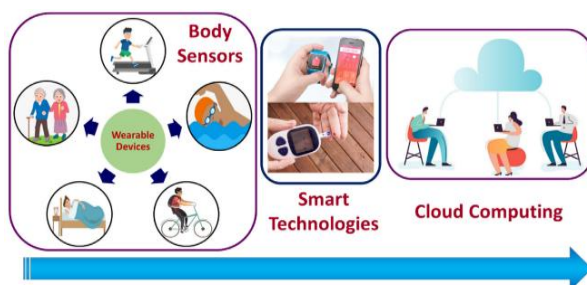 Body
Sensors
Wearable
Devices
Smart
Technologies
Cloud Computing